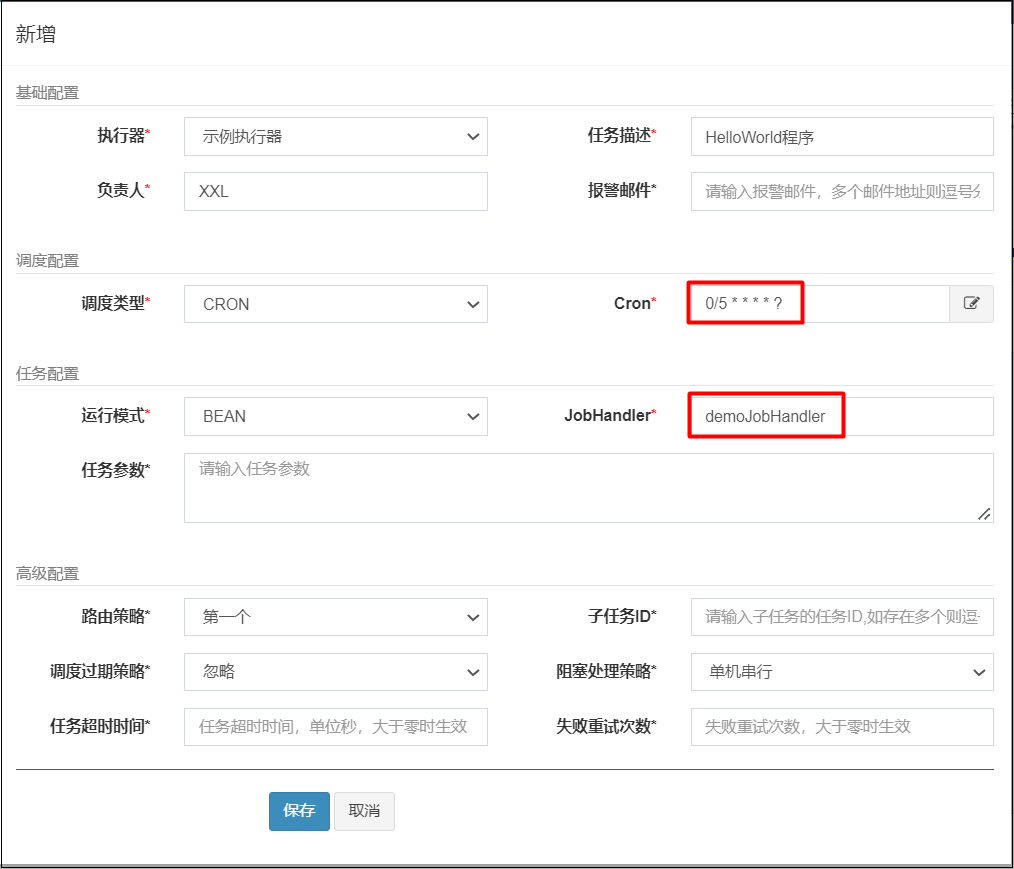 新增
基础配置
执行器* 示例执行器 任务描述* HelloWorld程序
负责人* XXL 报警邮件* 请输入报警邮件，多个邮件地址则逗号分
调度配置
调度类型* CRON Cron* 0/5 * * * * ?
任务配置
运行模式* BEAN JobHandler* demoJobHandler
任务参数* 请输入任务参数
高级配置
路由策略* 第一个 子任务ID* 请输入子任务的任务ID,如存在多个则逗
调度过期策略* 忽略 阻塞处理策略* 单机串行
任务超时时间* 任务超时时间，单位秒，大于零时生效 失败重试次数* 失败重试次数，大于零时生效
保存 取消